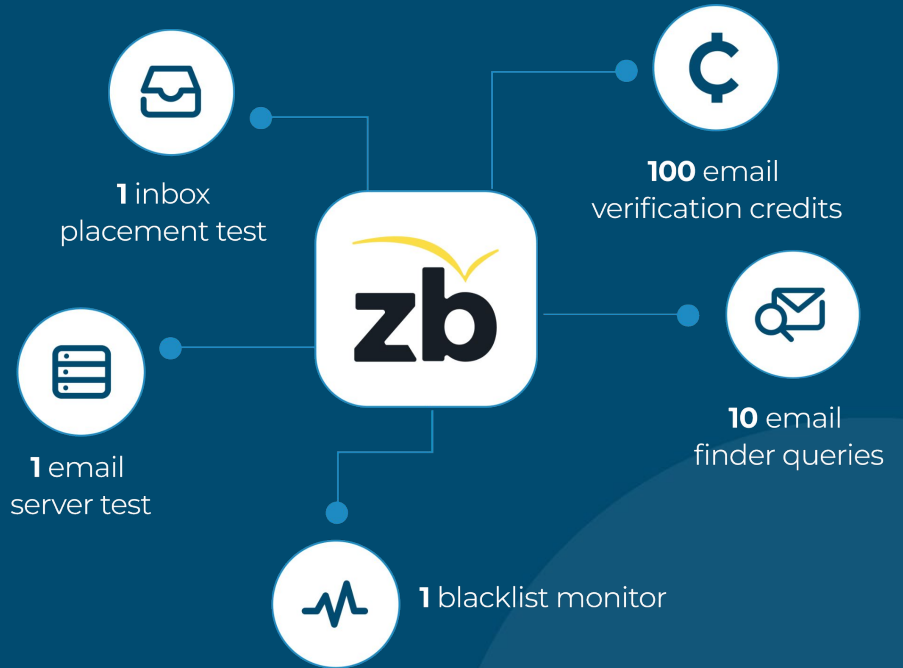 1 inbox
placement test
100 email
verification credits
zb
1 email
server test
10 email
finder queries
1 blacklist monitor